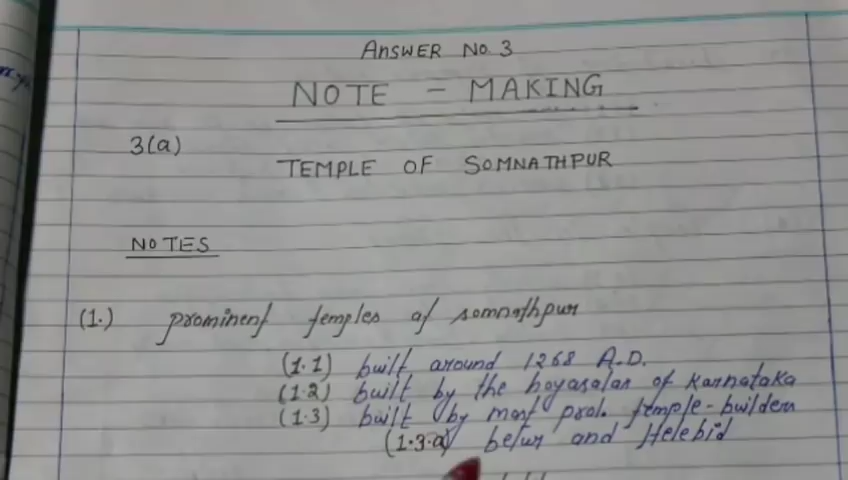 ANSWER NO. 3
NOTE - MAKING
3(a)
TEMPLE OF SOMNATHPUR
NOTES
(1.) prominent temples of somnathpur
(1.1) built around 1268 A.D.
(1.2) built by the hoyasalas of Karnataka
(1.3) built by most prol. temple-builders
(1.3.a) belur and Helebid